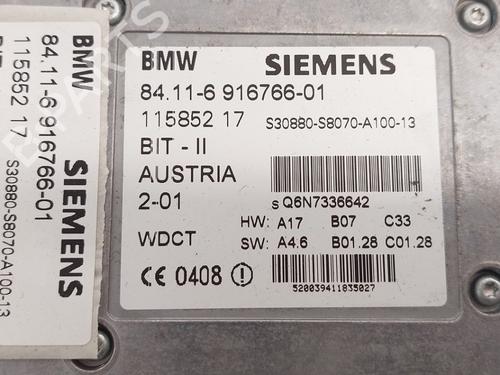 BMW SIEMENS
84.11-6 916766-01
115852 17 S30880-S8070-A100-13
BIT - II
AUSTRIA
S Q6N7336642
2-01
HW: A17 B07 C33
WDCT SW: A4.6 B01.28 C01.28
CE 0408
520039411835027
BMW
84.11-6 916766-01
115852 17
SIEMENS
S30880-S8070-A100-13